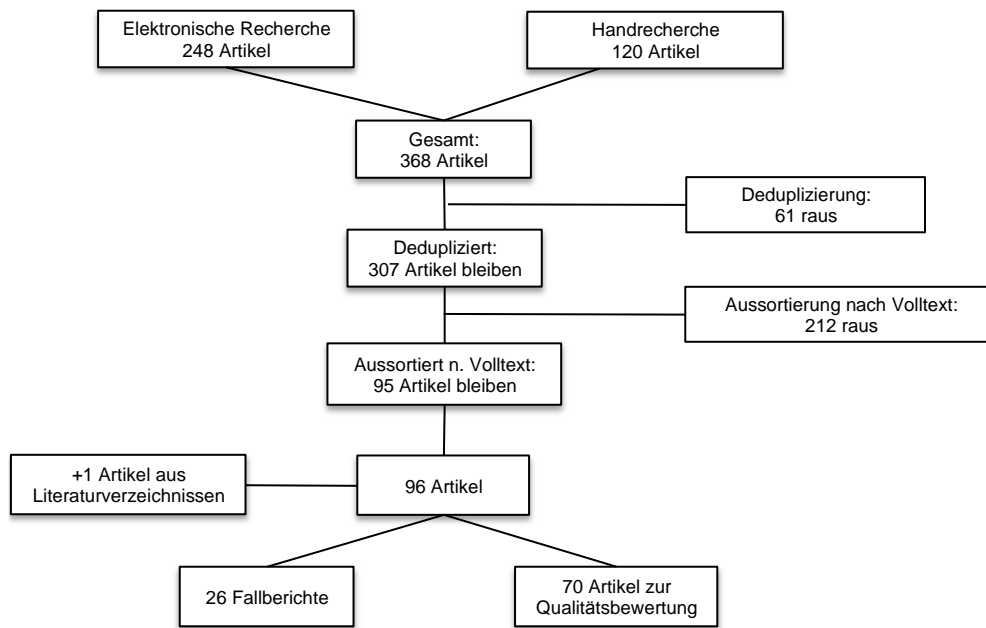 Elektronische Recherche
248 Artikel
Handrecherche
120 Artikel
Gesamt:
368 Artikel
Deduplizierung:
61 raus
Dedupliziert:
307 Artikel bleiben
Aussortierung nach Volltext:
212 raus
Aussortiert n. Volltext:
95 Artikel bleiben
+1 Artikel aus
Literaturverzeichnissen
96 Artikel
26 Fallberichte
70 Artikel zur
Qualitätsbewertung